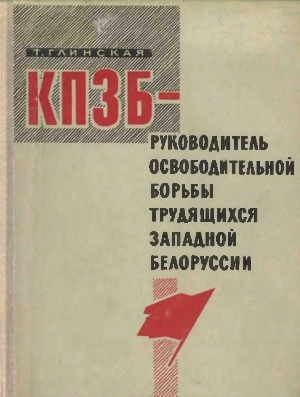 Т. ГЛИНСКАЯ
КПЗБ-
РУКОВОДИТЕЛЬ
ОСВОБОДИТЕЛЬНОЙ
БОРЬБЫ
ТРУДЯЩИХСЯ
ЗАПАДНОЙ
БЕЛОРУССИИ